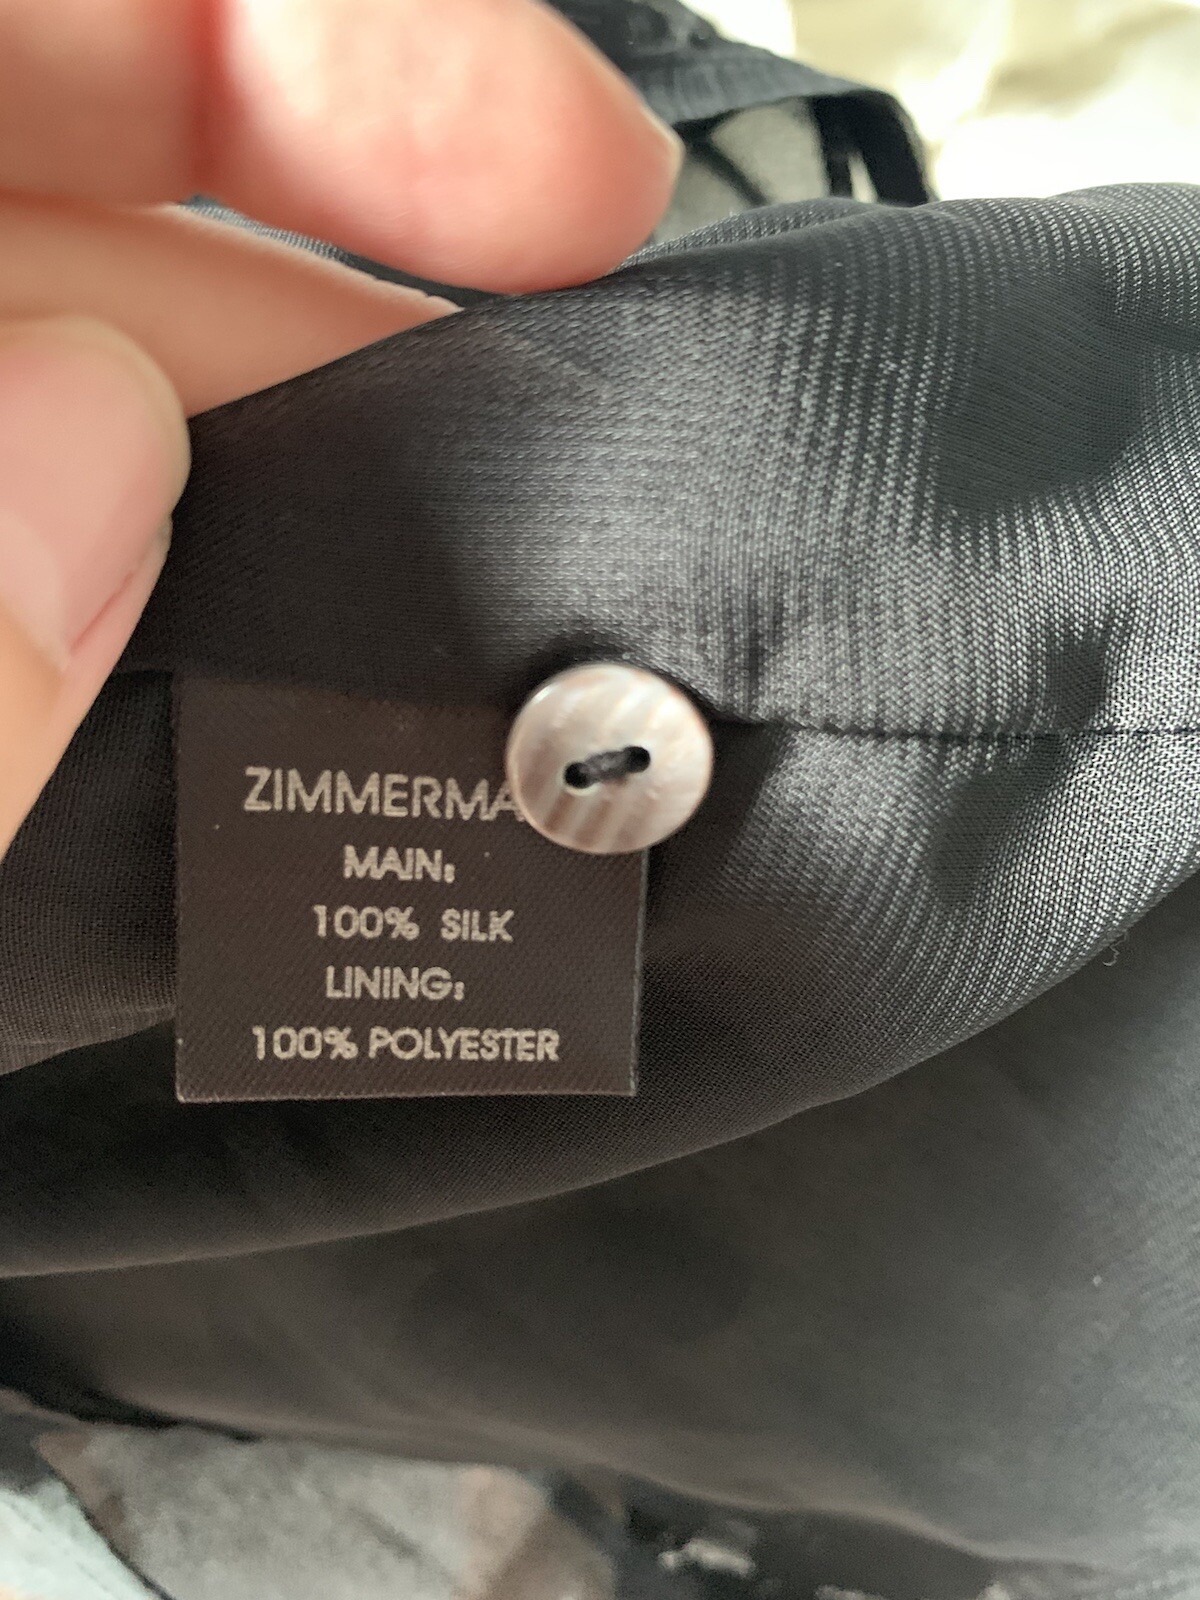 ZIMMERMA
MAIN:
100% SILK
LINING:
100% POLYESTER